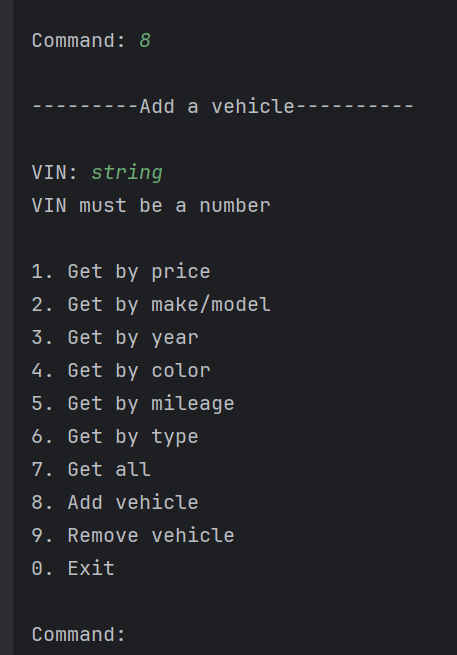 Command: 8
---------Add a vehicle----------
VIN: string
VIN must be a number
1. Get by price
2. Get by make/model
3. Get by year
4. Get by color
5. Get by mileage
6. Get by type
7. Get all
8. Add vehicle
9. Remove vehicle
0. Exit
Command: